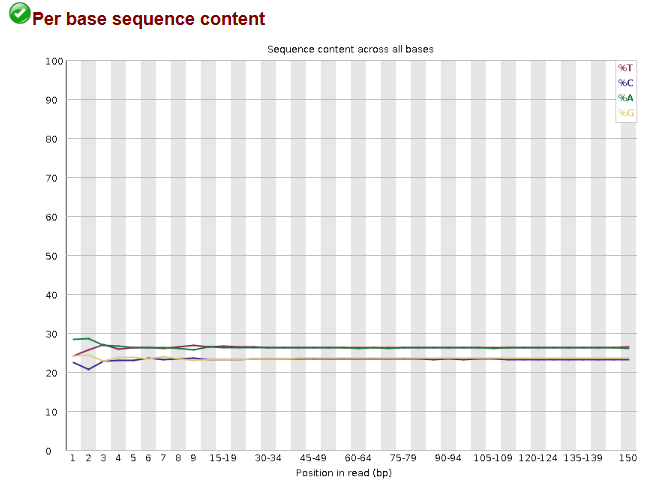 Per base sequence content
Sequence content across all bases
100
%T
%C
90
%A
%G
80
70
60
50
40
30
20
10
0
1 2 3 4 5 6 7 8 9 15-19 30-34 45-49 60-64 75-79 90-94 105-109 120-124 135-139 150
Position in read (bp)